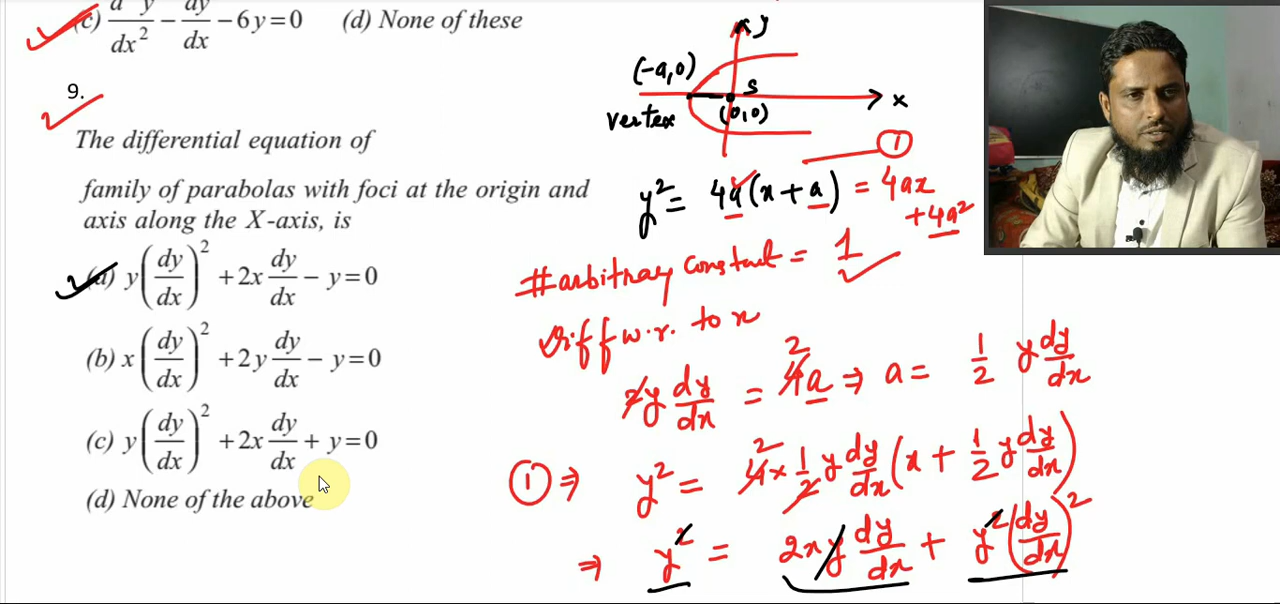 (c) d²y/dx² − dy/dx − 6y = 0 (d) None of these
9.
The differential equation of
family of parabolas with foci at the origin and
axis along the X-axis, is
(a) y(dy/dx)² + 2x dy/dx − y = 0
(b) x(dy/dx)² + 2y dy/dx − y = 0
(c) y(dy/dx)² + 2x dy/dx + y = 0
(d) None of the above
y
(-a,0)
S
x
vertex
(0,0)
①
y² = 4a(x + a) = 4ax
+4a²
#arbitrary constant = 1
Diff w.r. to x
2y dy/dx = 4a ⇒ a = 1/2 y dy/dx
2
① ⇒ y² = 4 × 1/2 y dy/dx (x + 1/2 y dy/dx)
2
⇒ y² = 2xy dy/dx + y² (dy/dx)²